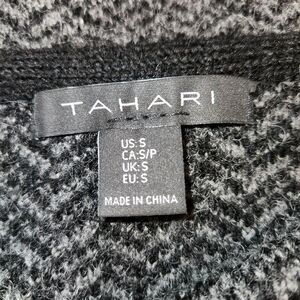 TAHARI
US: S
CA:S/P
UK: S
EU: S
MADE IN CHINA